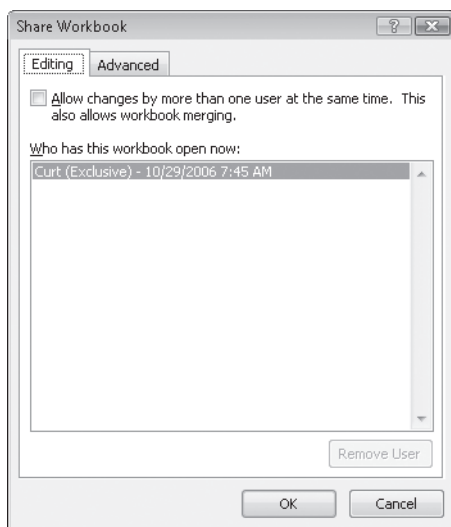 Share Workbook
Editing Advanced
Allow changes by more than one user at the same time. This
also allows workbook merging.
Who has this workbook open now:
Curt (Exclusive) - 10/29/2006 7:45 AM
Remove User
OK Cancel